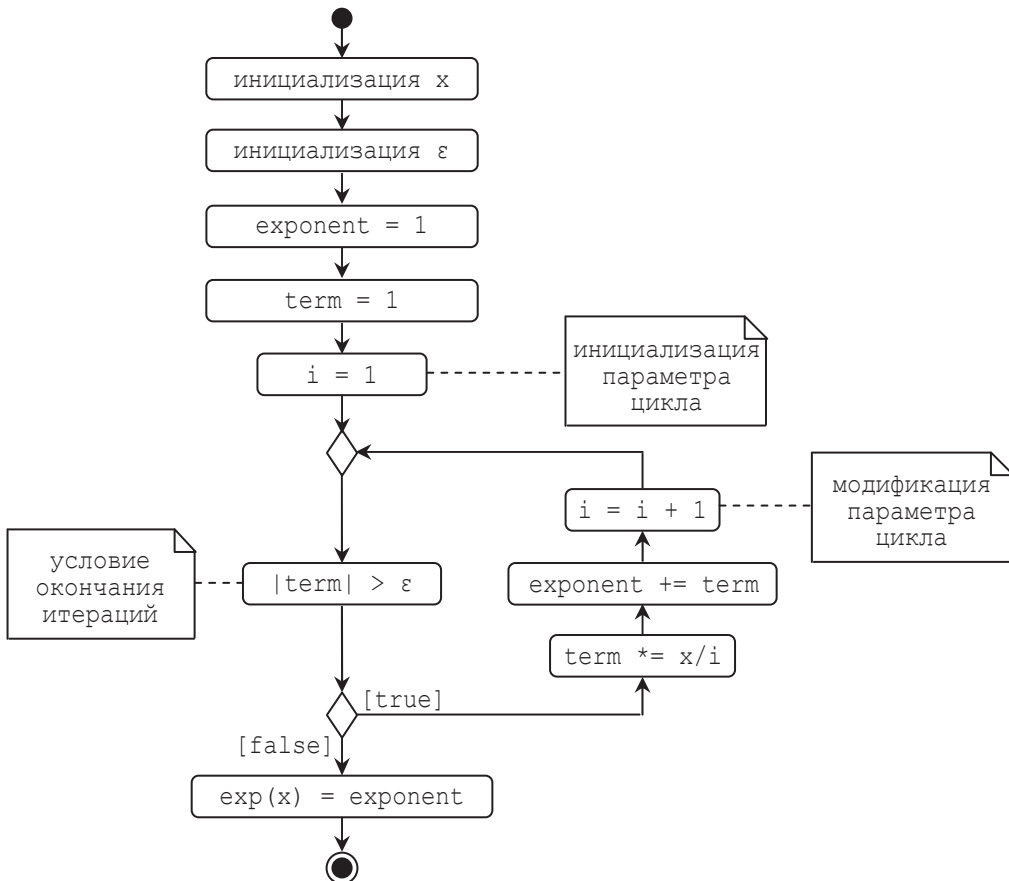 инициализация x
инициализация ε
exponent = 1
term = 1
i = 1
инициализация
параметра
цикла
i = i + 1
модификация
параметра
цикла
условие
окончания
итераций
|term| > ε
exponent += term
term *= x/i
[true]
[false]
exp(x) = exponent